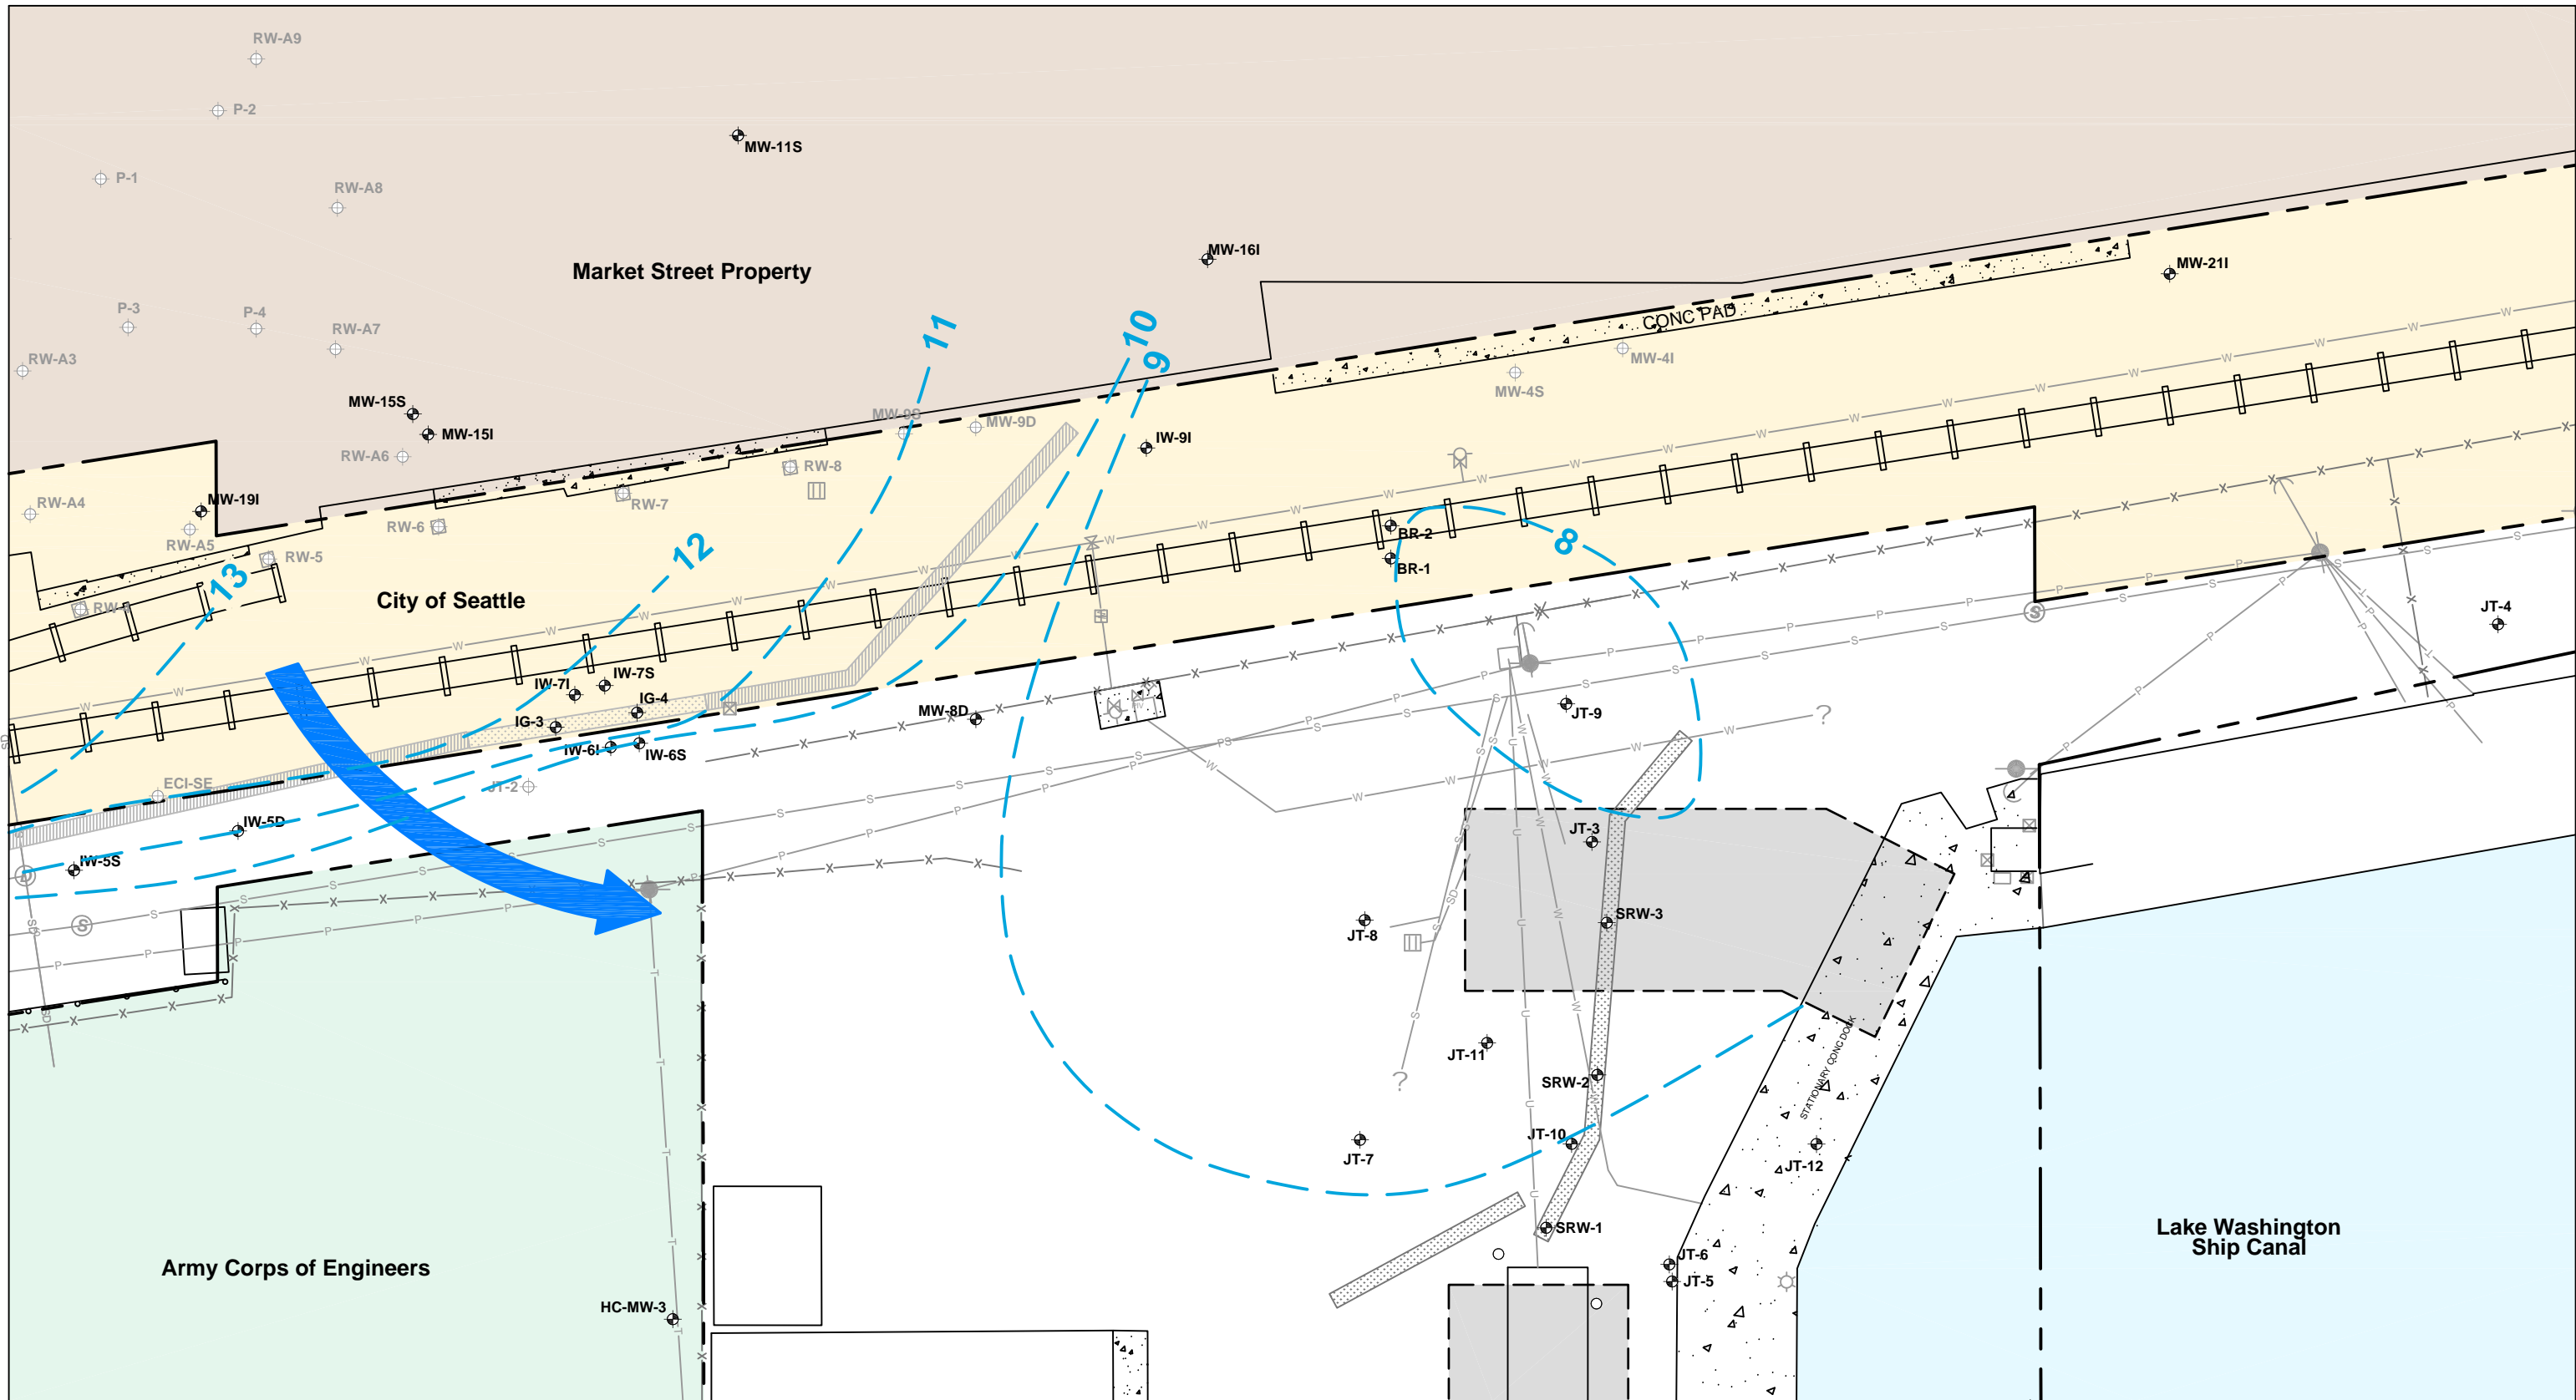 RW-A9
P-2
MW-11S
P-1
RW-A8
MW-16I
Market Street Property
MW-21I
P-3
P-4
RW-A7
11
10
9
CONC PAD
RW-A3
MW-4I
MW-4S
MW-15S
MW-15I
MW-9S
MW-9D
IW-9I
RW-A6
RW-8
RW-A4
MW-19I
RW-7
RW-6
RW-A5
RW-5
BR-2
8
12
BR-1
13
City of Seattle
JT-4
IW-7S
IW-7I
IG-4
MW-8D
JT-9
IG-3
IW-6I
IW-6S
ECI-SE
JT-2
IW-5D
JT-3
IW-5S
SRW-3
JT-8
JT-11
STATIONARY CONC DOCK
SRW-2
JT-10
JT-7
JT-12
SRW-1
Lake Washington
Ship Canal
JT-6
Army Corps of Engineers
JT-5
HC-MW-3